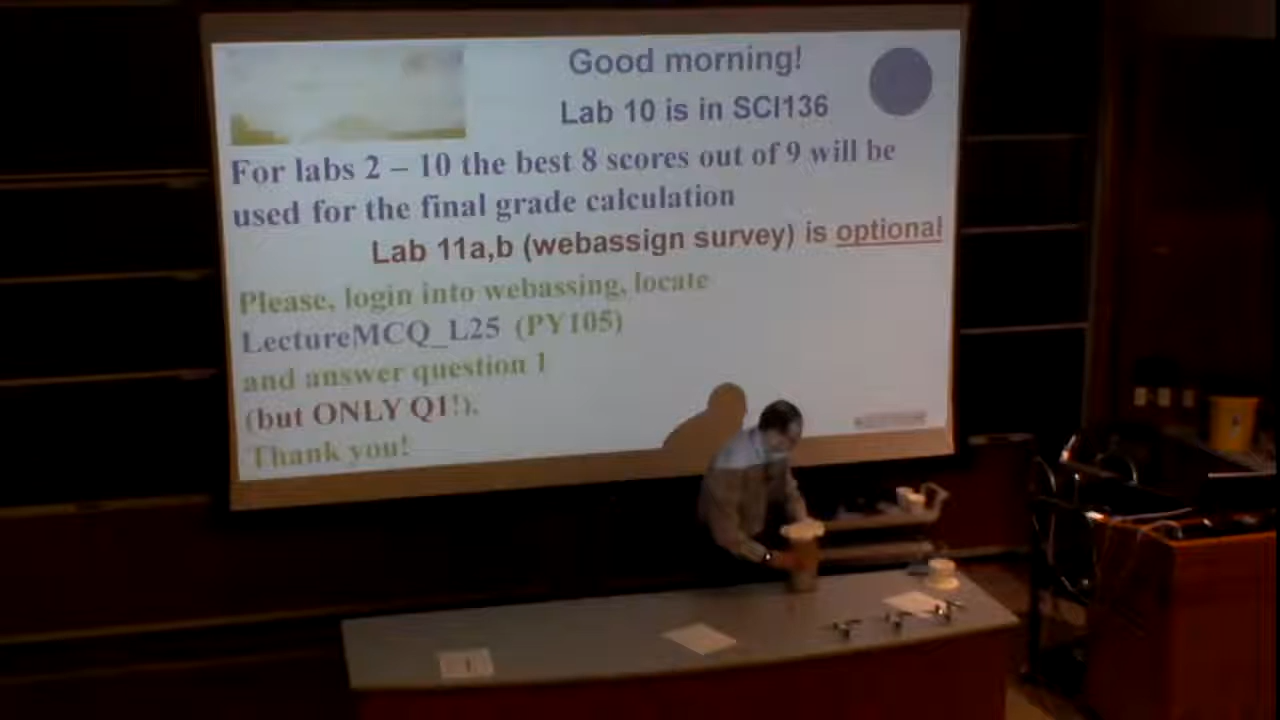 Good morning!
Lab 10 is in SCI136
For labs 2 – 10 the best 8 scores out of 9 will be
used for the final grade calculation
Lab 11a,b (webassign survey) is optional
Please, login into webassing, locate
LectureMCQ_L25 (PY105)
and answer question 1
(but ONLY Q1!).
Thank you!